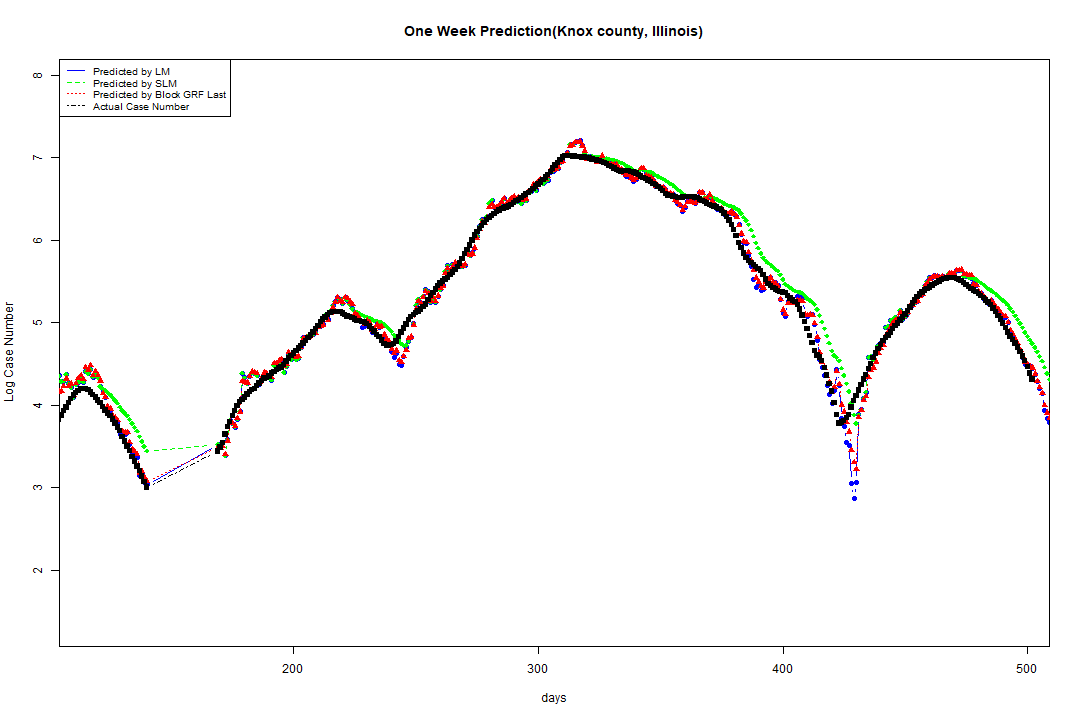 One Week Prediction(Knox county, Illinois)
Predicted by LM
Predicted by SLM
Predicted by Block GRF Last
Actual Case Number
8
7
6
5
4
3
2
Log Case Number
200 300 400 500
days